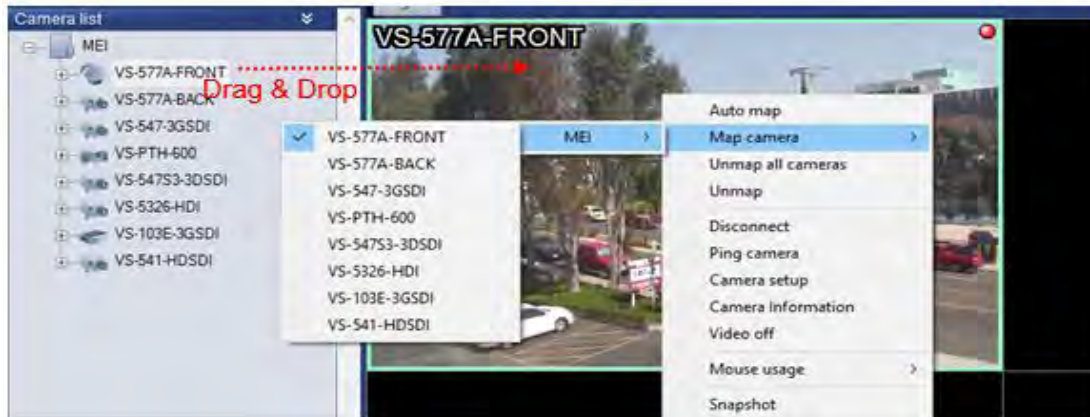 Camera list
MEI
VS-577A-FRONT
VS-577A-BACK
VS-547-3GSDI
VS-PTH-600
VS-547S3-3DSDI
VS-5326-HDI
VS-103E-3GSDI
VS-541-HDSDI
Drag & Drop
VS-577A-FRONT
VS-577A-FRONT
VS-577A-BACK
VS-547-3GSDI
VS-PTH-600
VS-547S3-3DSDI
VS-5326-HDI
VS-103E-3GSDI
VS-541-HDSDI
MEI
Auto map
Map camera
Unmap all cameras
Unmap
Disconnect
Ping camera
Camera setup
Camera Information
Video off
Mouse usage
Snapshot